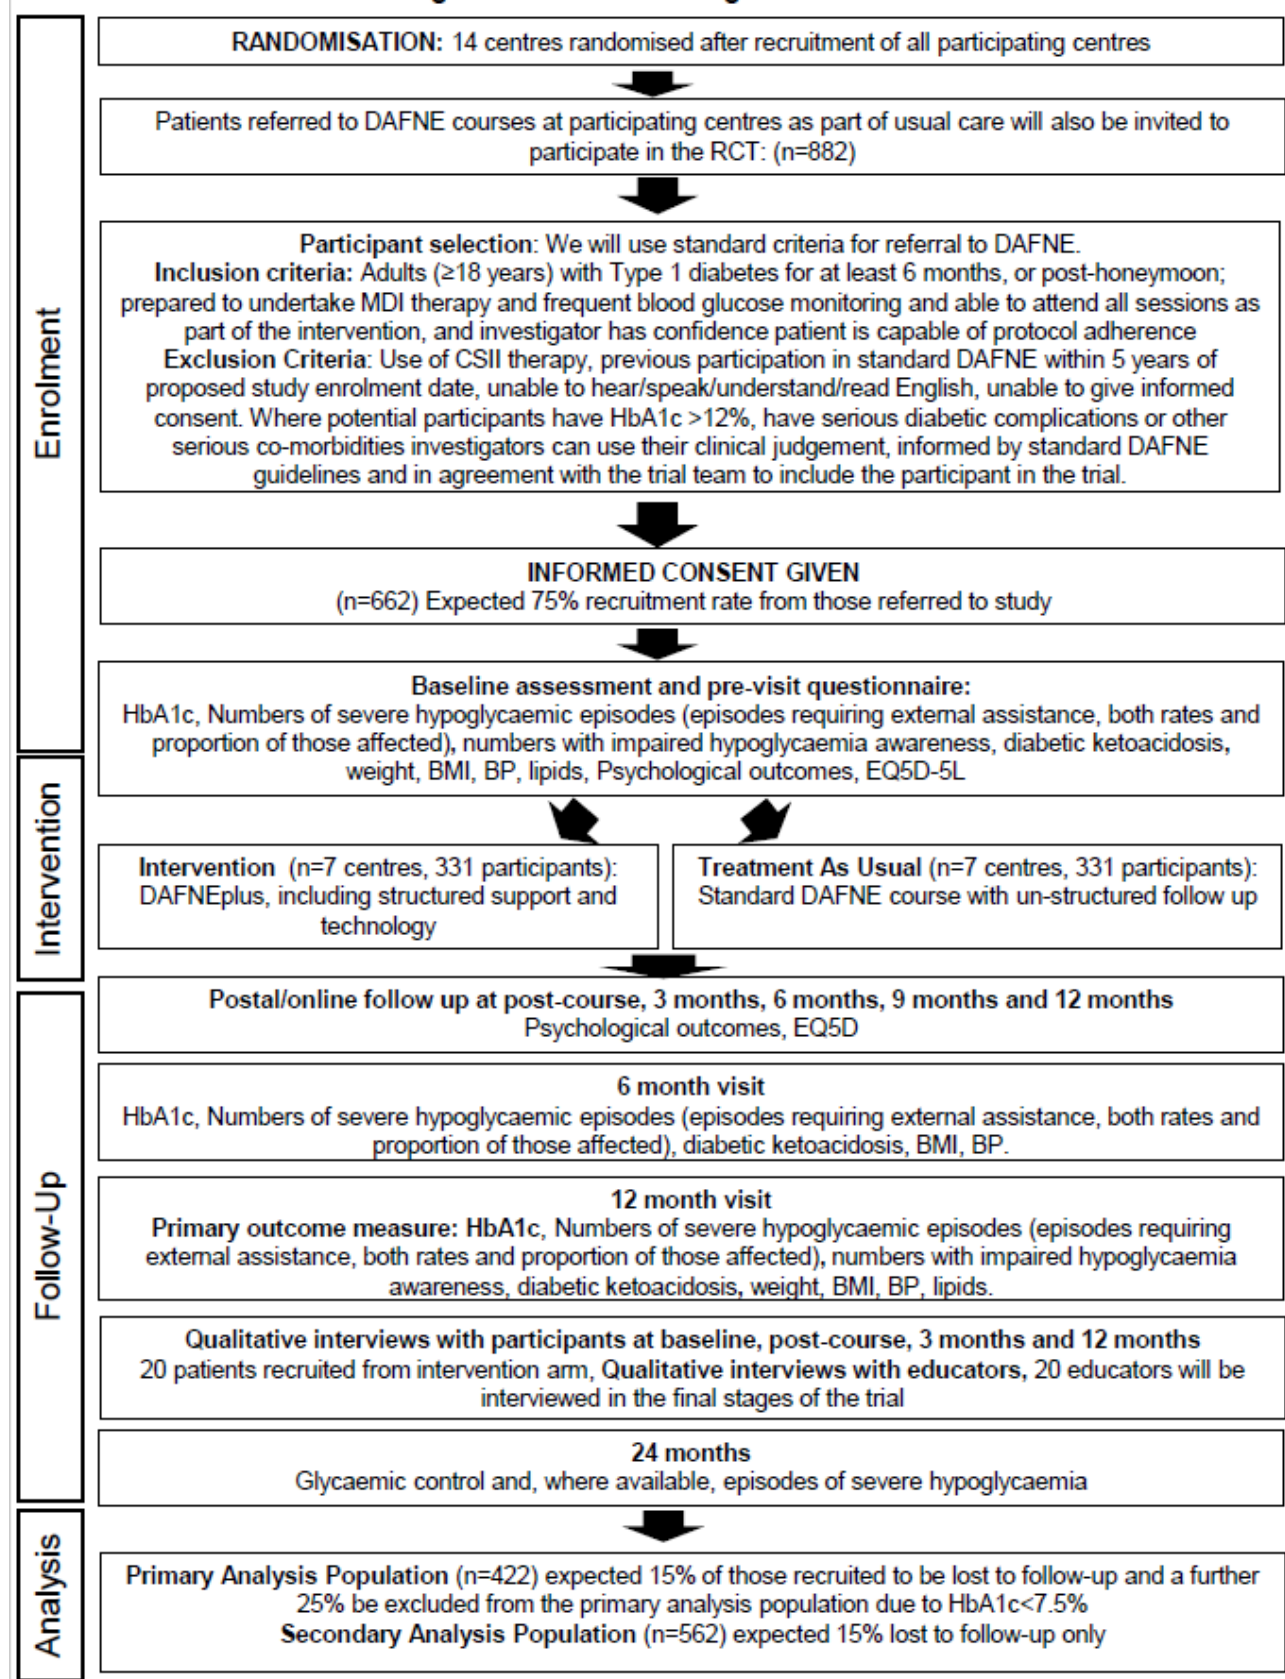 RANDOMISATION: 14 centres randomised after recruitment of all participating centres
Patients referred to DAFNE courses at participating centres as part of usual care will also be invited to
participate in the RCT: (n=882)
Participant selection: We will use standard criteria for referral to DAFNE.
Inclusion criteria: Adults (≥18 years) with Type 1 diabetes for at least 6 months, or post-honeymoon;
prepared to undertake MDI therapy and frequent blood glucose monitoring and able to attend all sessions as
part of the intervention, and investigator has confidence patient is capable of protocol adherence
Exclusion Criteria: Use of CSII therapy, previous participation in standard DAFNE within 5 years of
proposed study enrolment date, unable to hear/speak/understand/read English, unable to give informed
consent. Where potential participants have HbA1c >12%, have serious diabetic complications or other
serious co-morbidities investigators can use their clinical judgement, informed by standard DAFNE
guidelines and in agreement with the trial team to include the participant in the trial.
INFORMED CONSENT GIVEN
(n=662) Expected 75% recruitment rate from those referred to study
Baseline assessment and pre-visit questionnaire:
HbA1c, Numbers of severe hypoglycaemic episodes (episodes requiring external assistance, both rates and
proportion of those affected), numbers with impaired hypoglycaemia awareness, diabetic ketoacidosis,
weight, BMI, BP, lipids, Psychological outcomes, EQ5D-5L
Enrolment
Intervention (n=7 centres, 331 participants):
DAFNEplus, including structured support and
technology
Treatment As Usual (n=7 centres, 331 participants):
Standard DAFNE course with un-structured follow up
Intervention
Postal/online follow up at post-course, 3 months, 6 months, 9 months and 12 months
Psychological outcomes, EQ5D
6 month visit
HbA1c, Numbers of severe hypoglycaemic episodes (episodes requiring external assistance, both rates and
proportion of those affected), diabetic ketoacidosis, BMI, BP.
12 month visit
Primary outcome measure: HbA1c, Numbers of severe hypoglycaemic episodes (episodes requiring
external assistance, both rates and proportion of those affected), numbers with impaired hypoglycaemia
awareness, diabetic ketoacidosis, weight, BMI, BP, lipids.
Qualitative interviews with participants at baseline, post-course, 3 months and 12 months
20 patients recruited from intervention arm, Qualitative interviews with educators, 20 educators will be
interviewed in the final stages of the trial
24 months
Glycaemic control and, where available, episodes of severe hypoglycaemia
Follow-Up
Primary Analysis Population (n=422) expected 15% of those recruited to be lost to follow-up and a further
25% be excluded from the primary analysis population due to HbA1c<7.5%
Secondary Analysis Population (n=562) expected 15% lost to follow-up only
Analysis